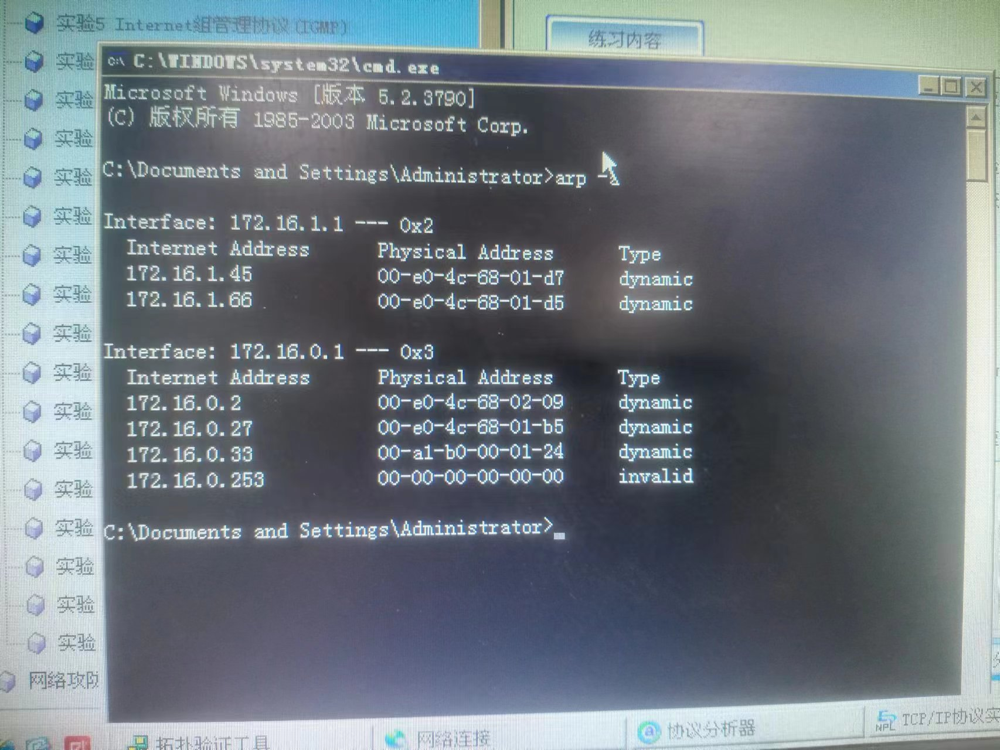 实验5 Internet组管理协议(IGMP)
练习内容
实验
C:\WINDOWS\system32\cmd.exe
实验
Microsoft Windows [版本 5.2.3790]
(C) 版权所有 1985-2003 Microsoft Corp.
实验
实验
C:\Documents and Settings\Administrator>arp -
实验
Interface: 172.16.1.1 --- 0x2
Internet Address Physical Address Type
实验
172.16.1.45 00-e0-4c-68-01-d7 dynamic
172.16.1.66 00-e0-4c-68-01-d5 dynamic
实验
实验
Interface: 172.16.0.1 --- 0x3
Internet Address Physical Address Type
实验
172.16.0.2 00-e0-4c-68-02-09 dynamic
实验
172.16.0.27 00-e0-4c-68-01-b5 dynamic
172.16.0.33 00-a1-b0-00-01-24 dynamic
实验
172.16.0.253 00-00-00-00-00-00 invalid
实验
C:\Documents and Settings\Administrator>
实验
实验
实验
实验
网络攻防
拓扑验证工具
网络连接
协议分析器
NPL
TCP/IP协议实